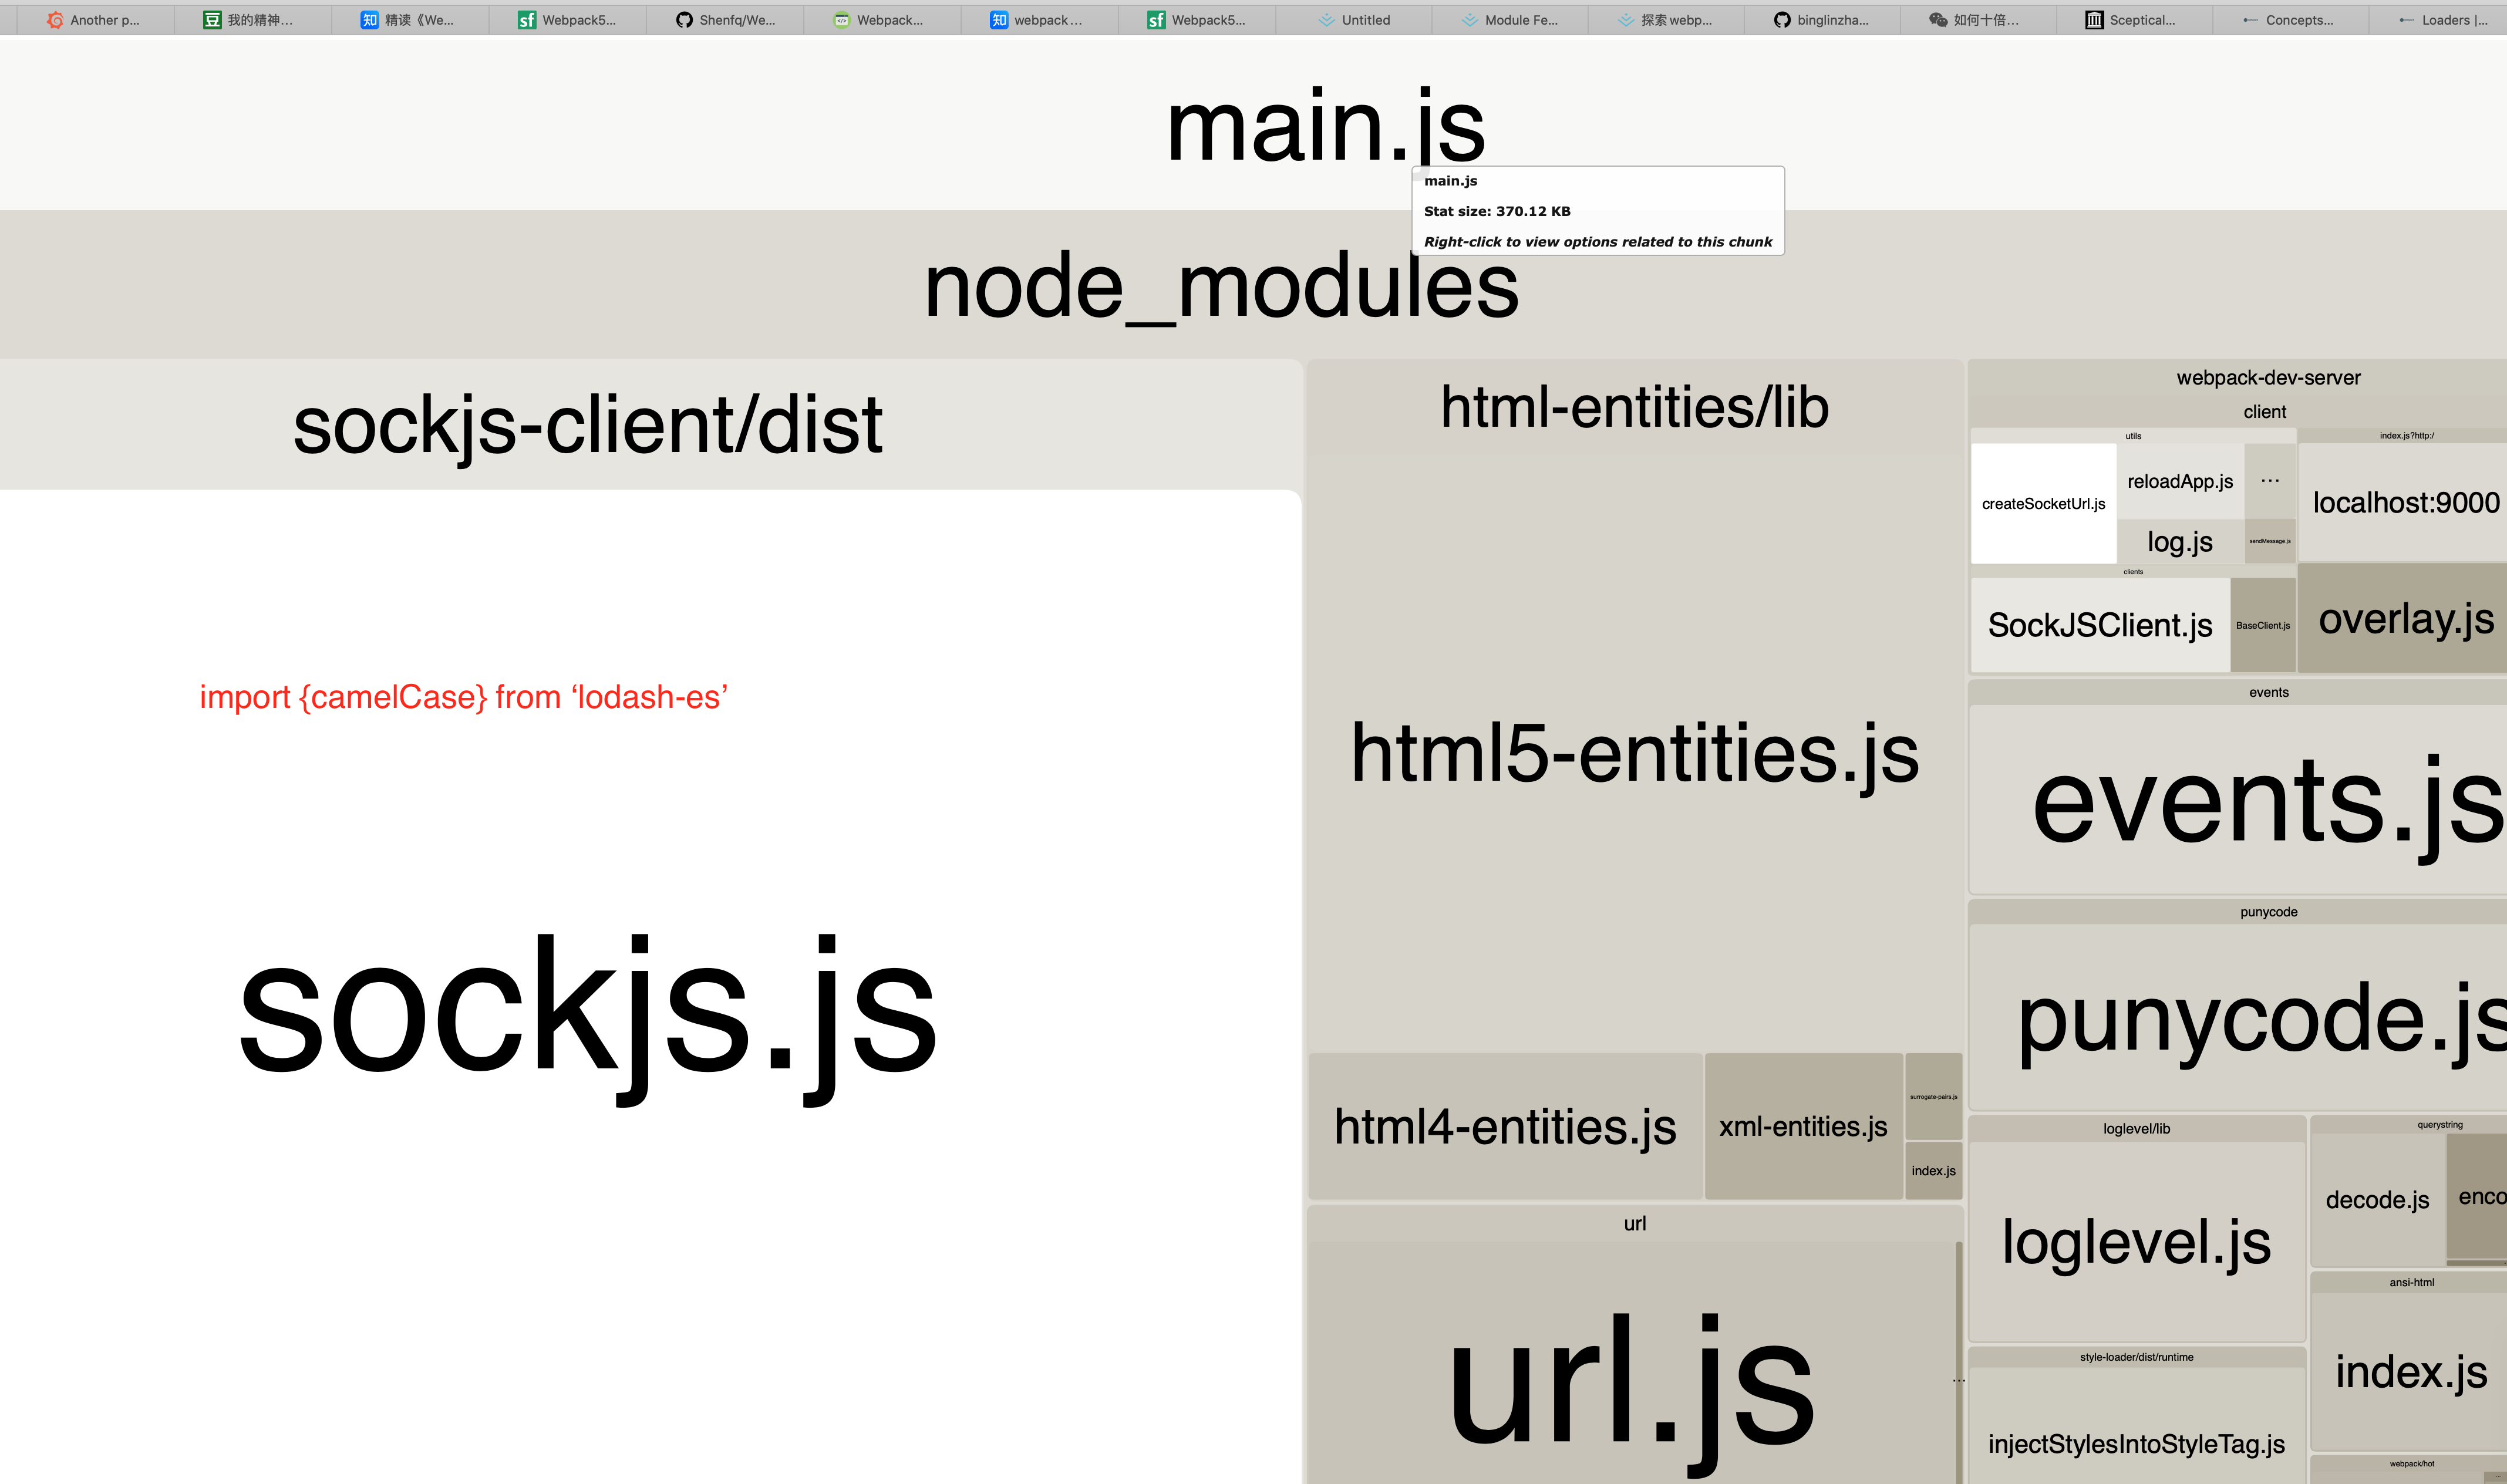 Another p...
我的精神...
精读《We...
Webpack5...
Shenfq/We...
Webpack...
webpack...
Webpack5...
Untitled
Module Fe...
探索webp...
binglinzha...
如何十倍...
Sceptical...
Concepts...
Loaders |...
main.js
main.js
Stat size: 370.12 KB
Right-click to view options related to this chunk
node_modules
sockjs-client/dist
import {camelCase} from ‘lodash-es’
sockjs.js
html-entities/lib
html5-entities.js
html4-entities.js
xml-entities.js
surrogate-pairs.js
index.js
url
url.js
...
webpack-dev-server
client
utils
createSocketUrl.js
reloadApp.js
...
log.js
sendMessage.js
index.js?http:/
localhost:9000
clients
SockJSClient.js
BaseClient.js
overlay.js
events
events.js
punycode
punycode.js
loglevel/lib
loglevel.js
querystring
decode.js
enco
ansi-html
index.js
style-loader/dist/runtime
injectStylesIntoStyleTag.js
webpack/hot